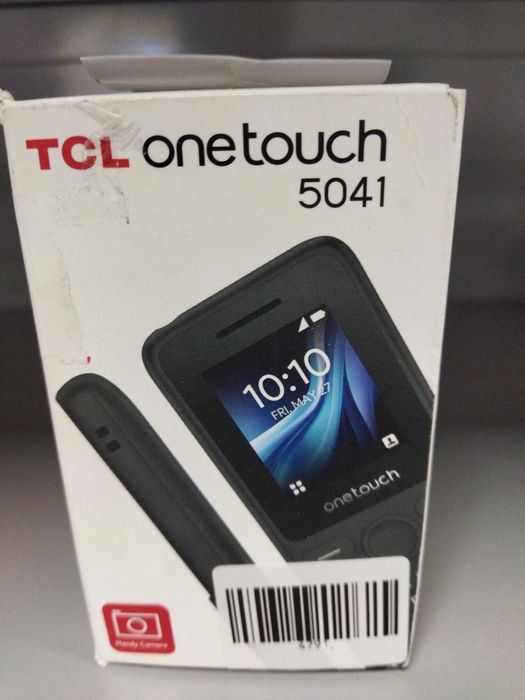 TCL onetouch
5041
10:10
FRI, MAY 27
onetouch
Handy Camera